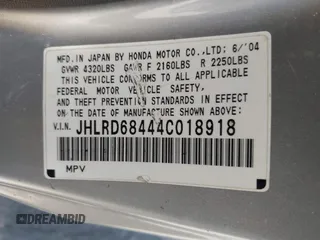 MFD. IN JAPAN BY HONDA MOTOR CO.,LTD: 6/'04
GVWR 4320LBS GAWR F 2160LBS R 2250LBS
THIS VEHICLE CONFORMS TO ALL APPLICABLE
FEDERAL MOTOR VEHICLE SAFETY,
AND THEFT PREVENTION STANDARDS IN EFFECT
ON THE DATE OF MANUFACTURE SHOWN ABOVE.
V.I.N. JHLRD68444C018918
MPV
DREAMBID